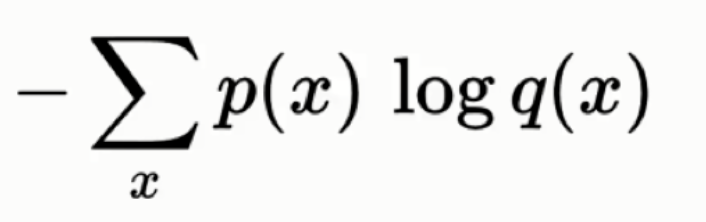 − ∑ p(x) log q(x)
x